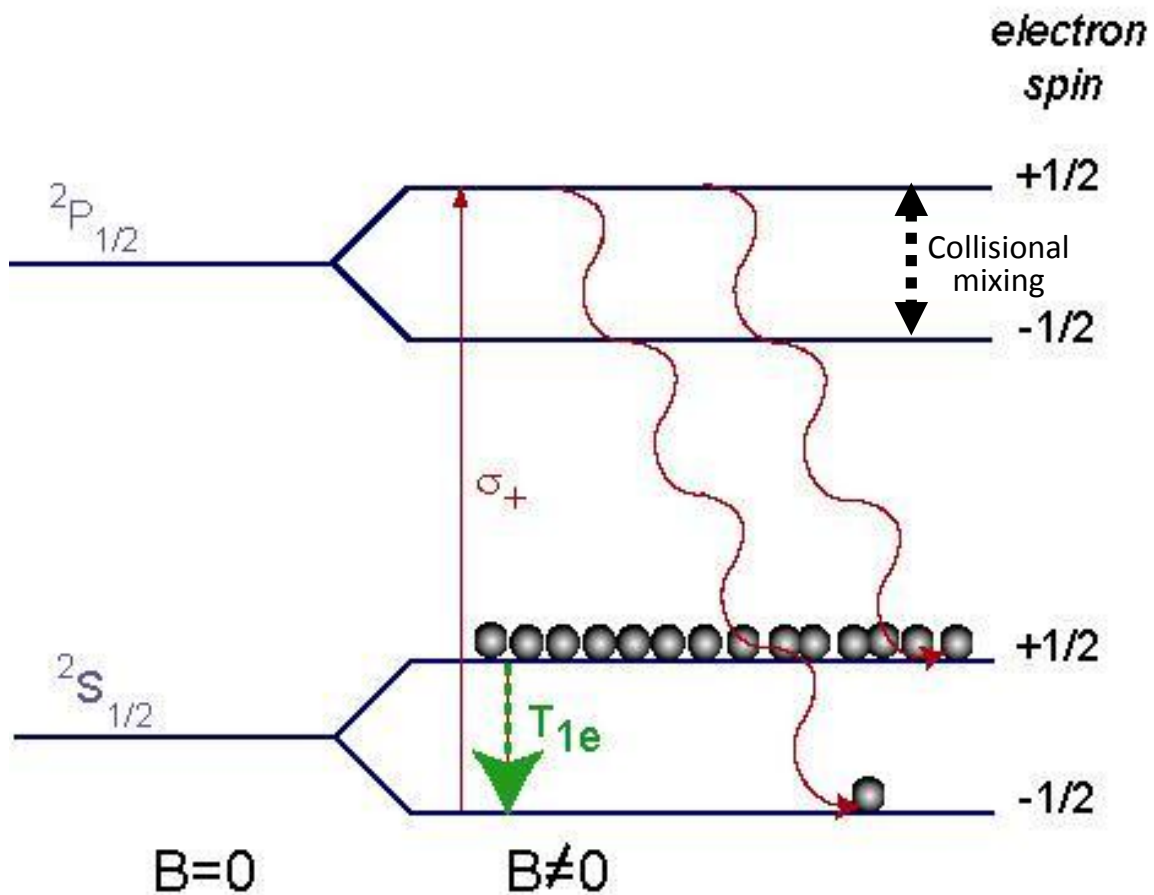 electron
spin
+1/2
²P₁/₂
Collisional
mixing
-1/2
σ₊
+1/2
²S₁/₂
T₁ₑ
-1/2
B=0
B≠0